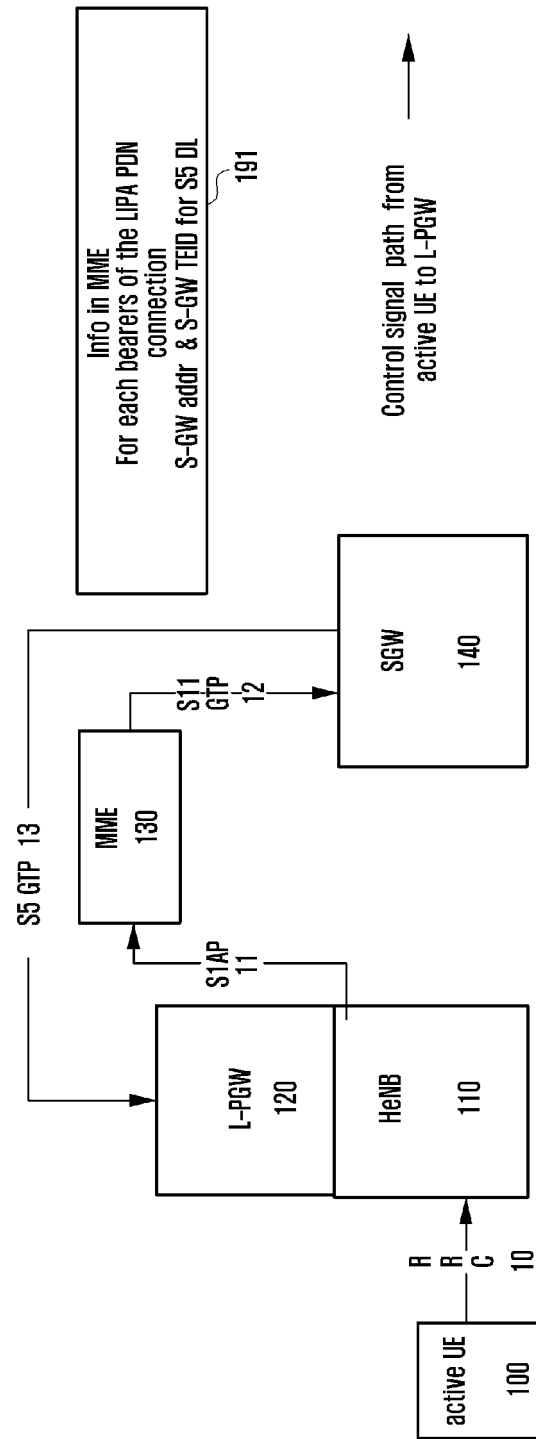 Info in MME
For each bearers of the LIPA PDN
connection
S-GW addr & S-GW TEID for S5 DL
191
Control signal path from
active UE to L-PGW
S5 GTP 13
MME
130
S11
GTP
12
SGW
140
S1AP
11
L-PGW
120
HeNB
110
R
R
C
10
active UE
100